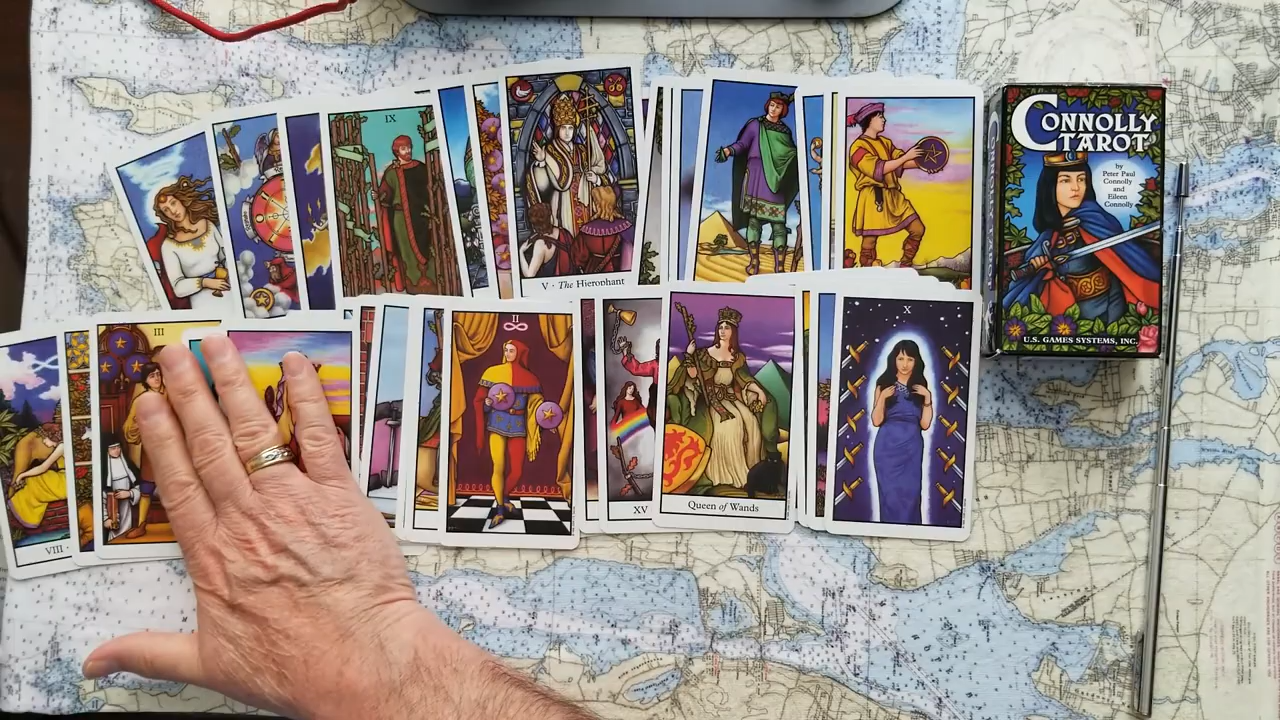 IX
V · The Hierophant
CONNOLLY
TAROT
by
Peter Paul
Connolly
and
Eileen
Connolly
U.S. GAMES SYSTEMS, INC.
VIII ·
III
II
XV
Queen of Wands
X